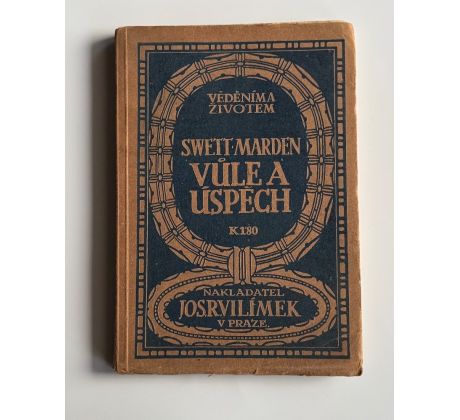 VĚDĚNÍM A
ŽIVOTEM
SWETT-MARDEN
VŮLE A
ÚSPĚCH
K 1·80
NAKLADATEL
JOS.R.VILÍMEK
V PRAZE.